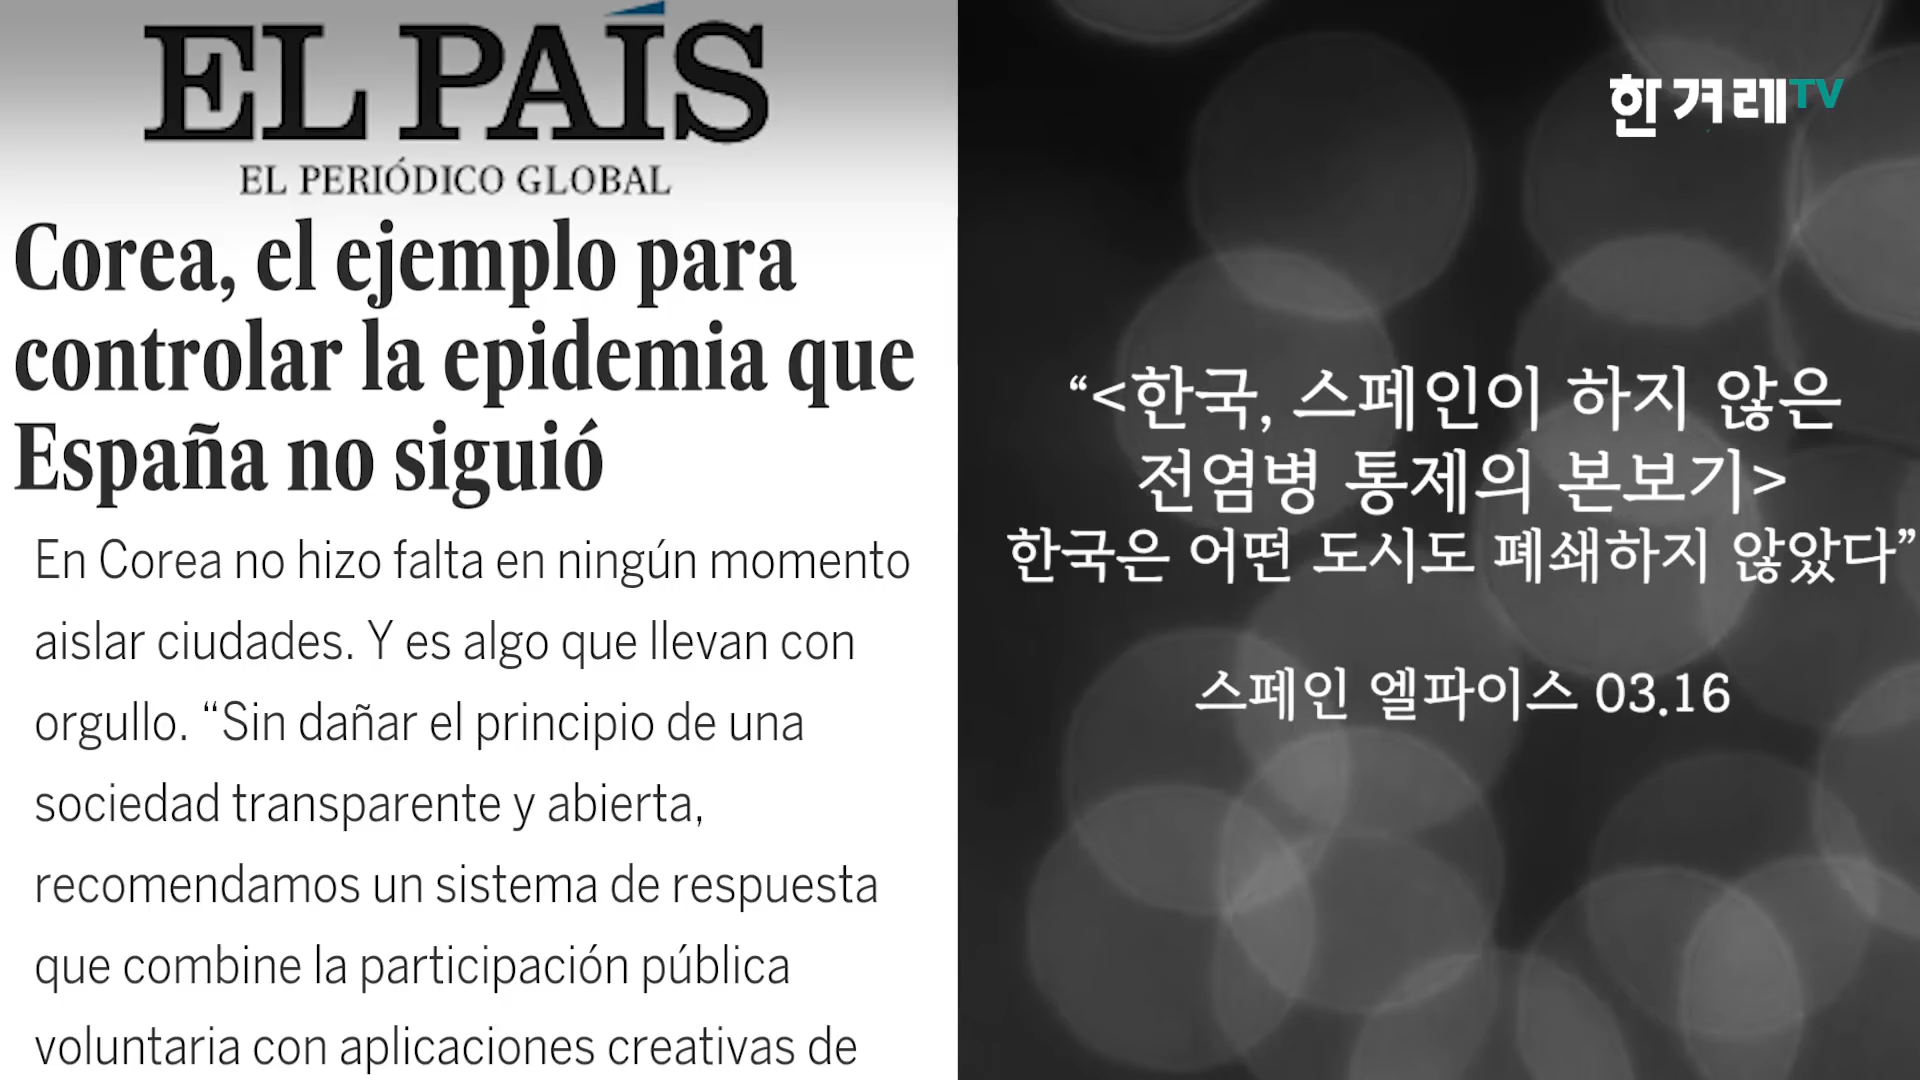 EL PAÍS
EL PERIÓDICO GLOBAL
Corea, el ejemplo para
controlar la epidemia que
España no siguió
En Corea no hizo falta en ningún momento
aislar ciudades. Y es algo que llevan con
orgullo. “Sin dañar el principio de una
sociedad transparente y abierta,
recomendamos un sistema de respuesta
que combine la participación pública
voluntaria con aplicaciones creativas de
한겨레TV
“<한국, 스페인이 하지 않은
전염병 통제의 본보기>
한국은 어떤 도시도 폐쇄하지 않았다”
스페인 엘파이스 03.16